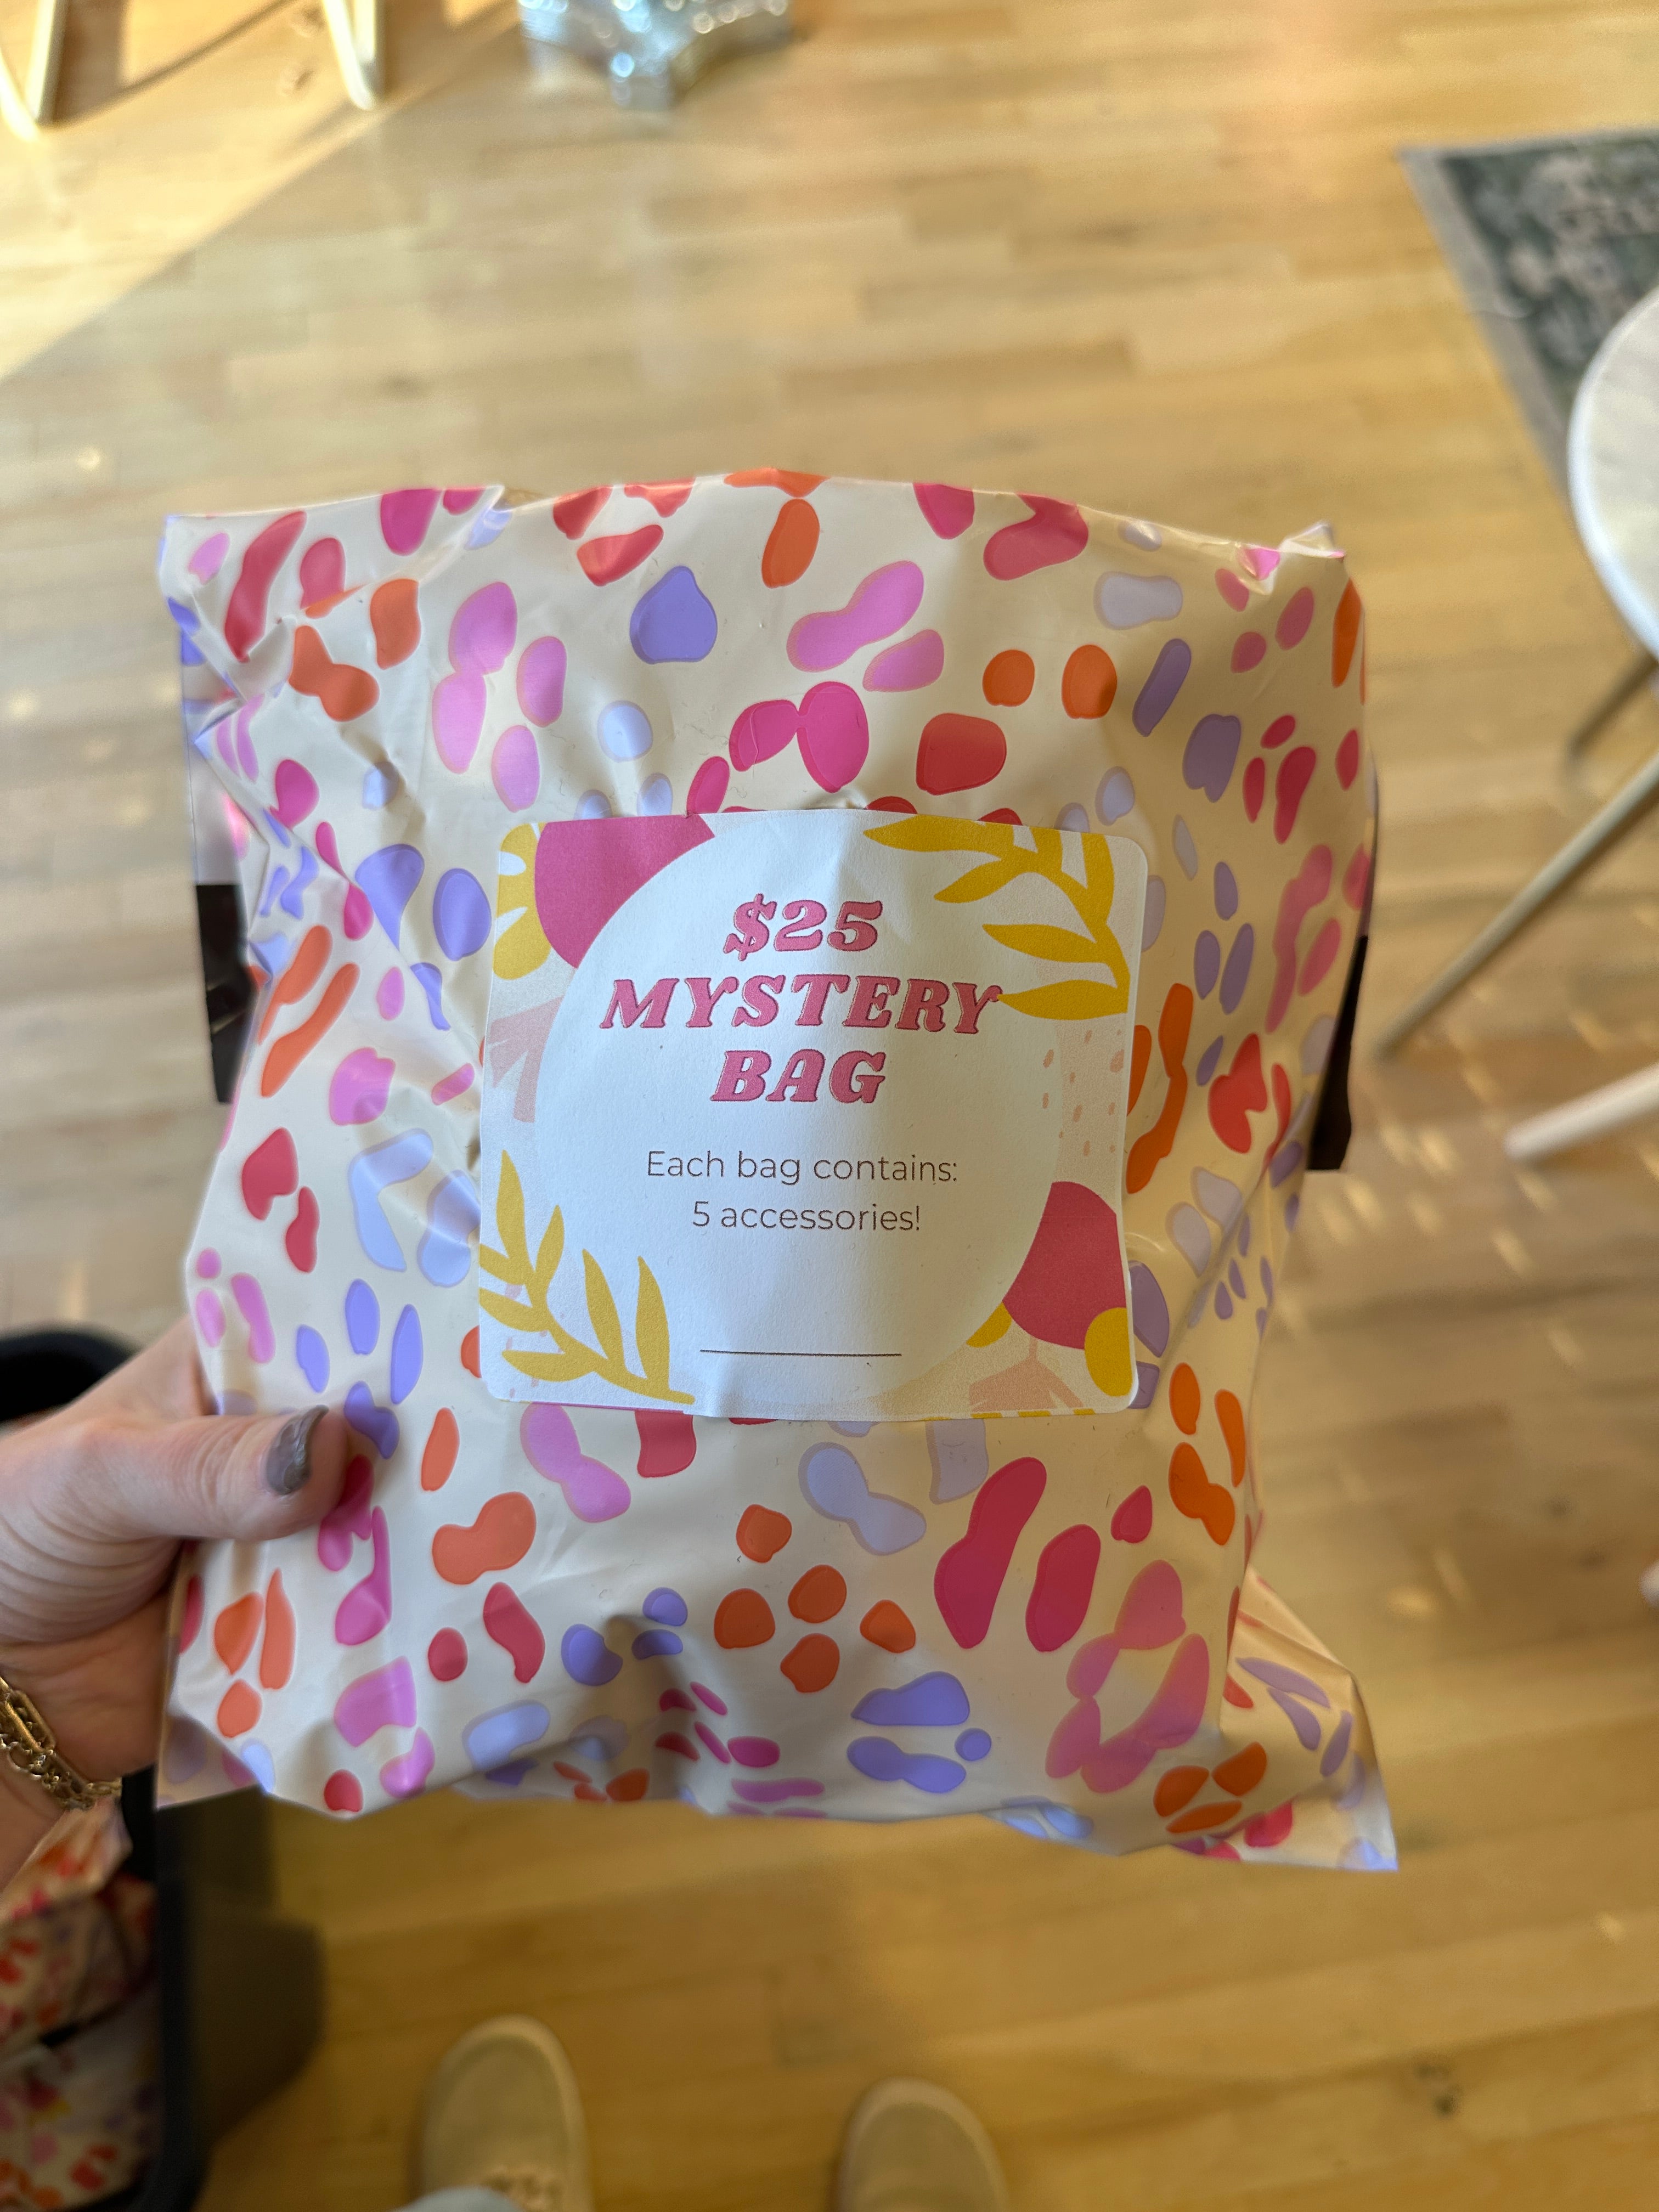 $25
MYSTERY
BAG
Each bag contains:
5 accessories!